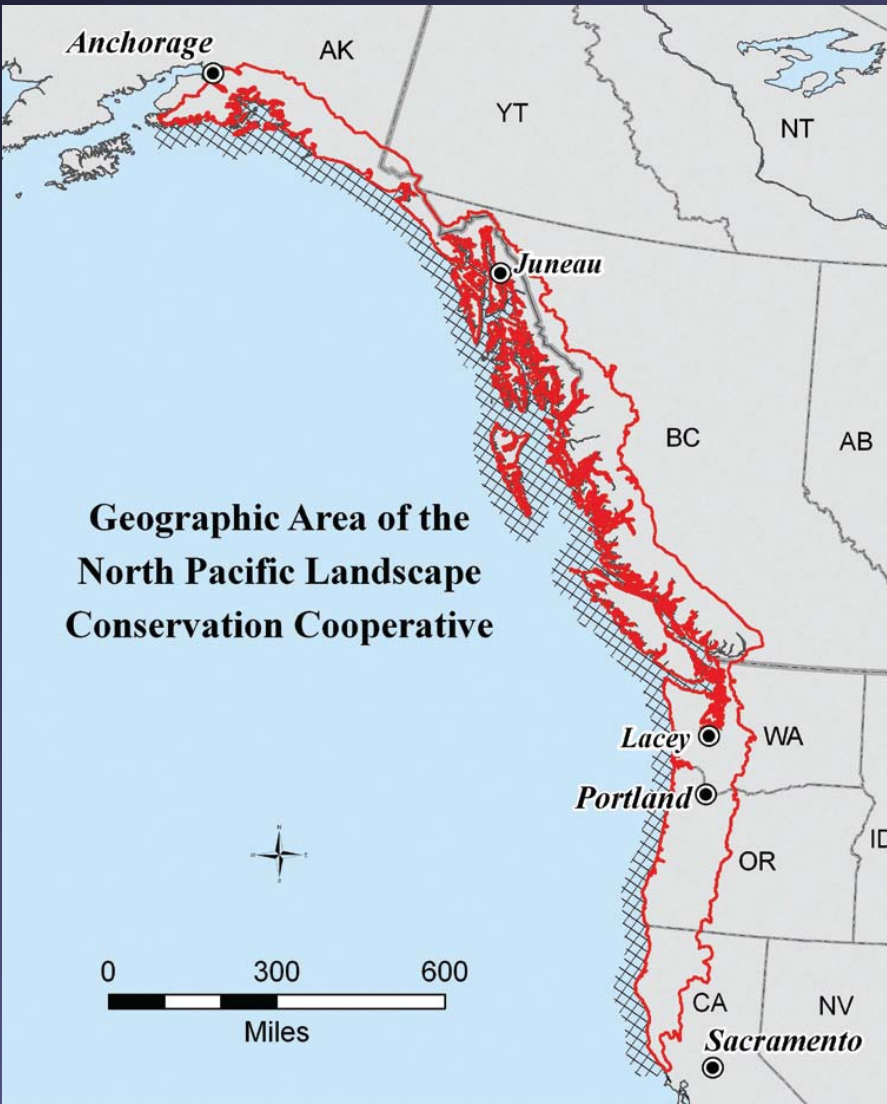 Anchorage
AK
YT
NT
Juneau
BC
AB
Geographic Area of the
North Pacific Landscape
Conservation Cooperative
Lacey
WA
Portland
OR
ID
0 300 600
Miles
CA
NV
Sacramento